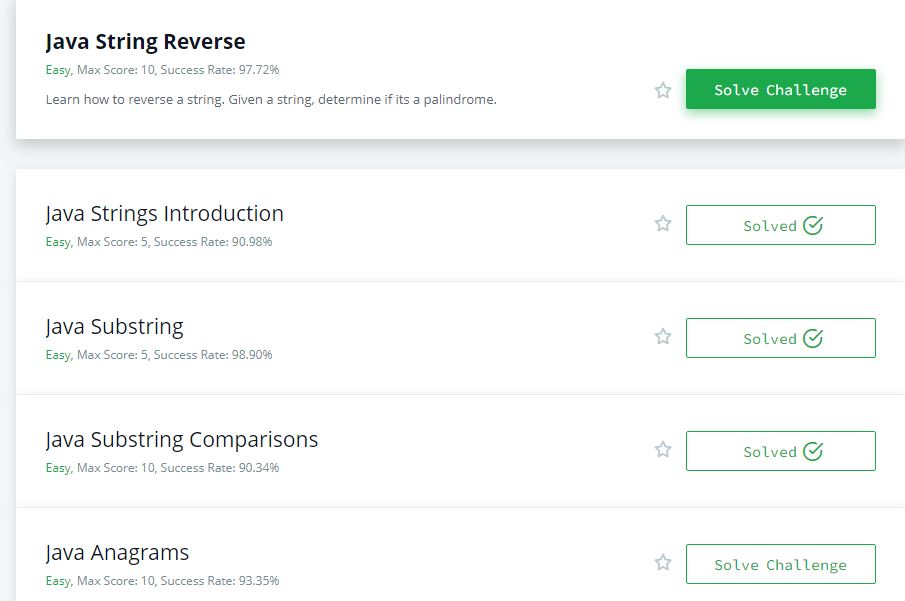 Java String Reverse
Easy, Max Score: 10, Success Rate: 97.72%
Learn how to reverse a string. Given a string, determine if its a palindrome.
Solve Challenge
Java Strings Introduction
Easy, Max Score: 5, Success Rate: 90.98%
Solved
Java Substring
Easy, Max Score: 5, Success Rate: 98.90%
Solved
Java Substring Comparisons
Easy, Max Score: 10, Success Rate: 90.34%
Solved
Java Anagrams
Easy, Max Score: 10, Success Rate: 93.35%
Solve Challenge